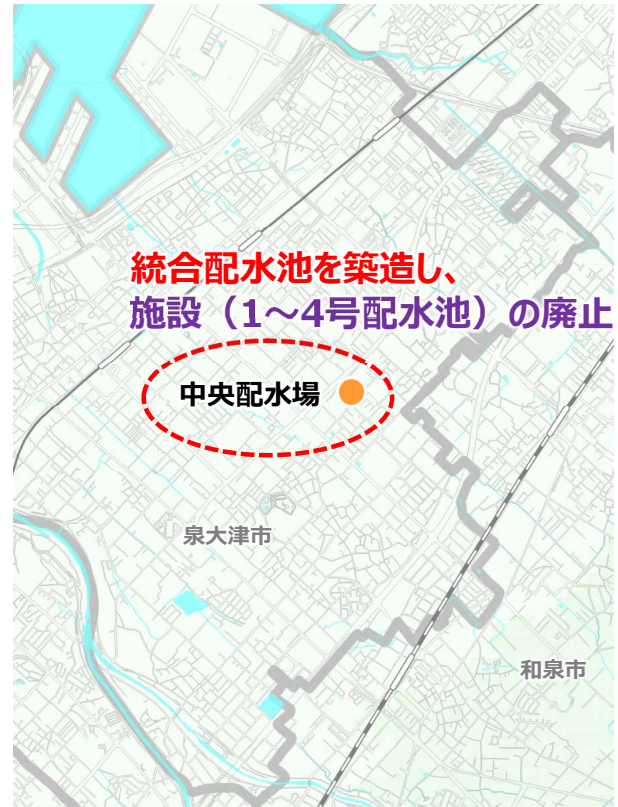 統合配水池を築造し、
施設（1～4号配水池）の廃止
中央配水場
泉大津市
和泉市